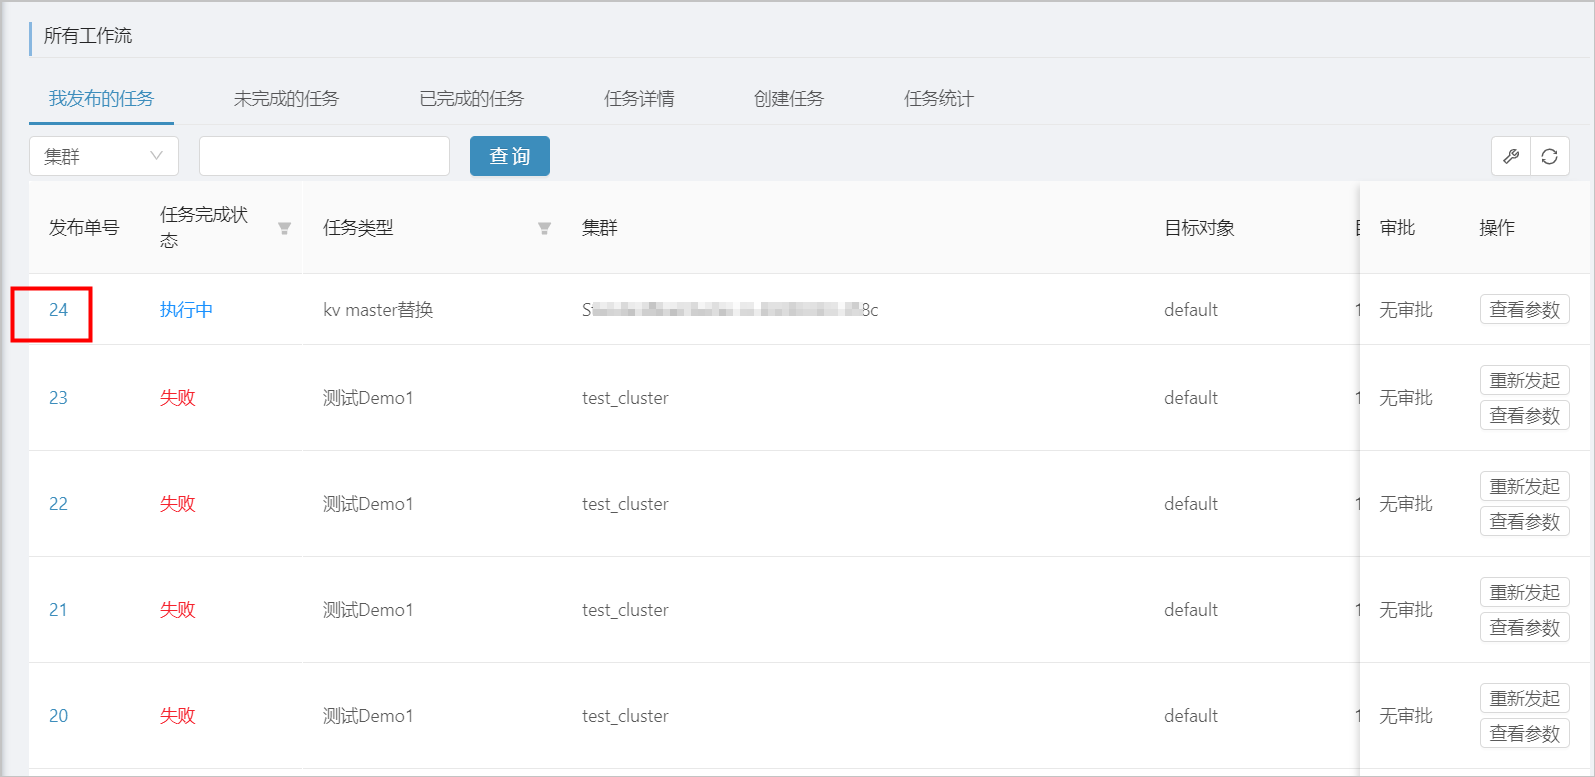 所有工作流
我发布的任务 未完成的任务 已完成的任务 任务详情 创建任务 任务统计
集群 查询
发布单号 任务完成状态 任务类型 集群 目标对象 审批 操作
24 执行中 kv master替换 8c default 1 无审批 查看参数
23 失败 测试Demo1 test_cluster default 1 无审批 重新发起 查看参数
22 失败 测试Demo1 test_cluster default 1 无审批 重新发起 查看参数
21 失败 测试Demo1 test_cluster default 1 无审批 重新发起 查看参数
20 失败 测试Demo1 test_cluster default 1 无审批 重新发起 查看参数